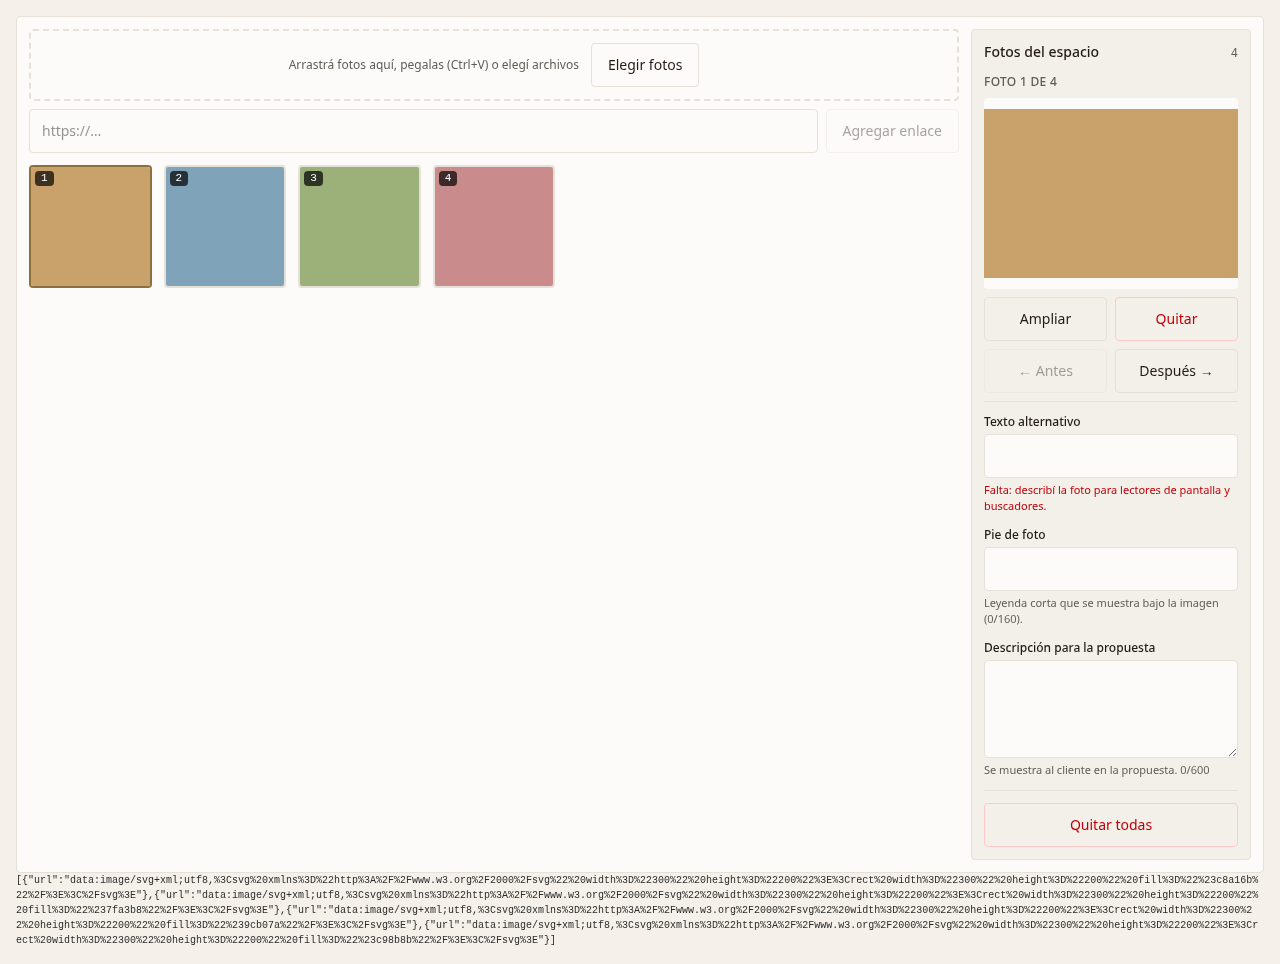 Arrastrá fotos aquí, pegalas (Ctrl+V) o elegí archivos
Elegir fotos
https://...
Agregar enlace
1
2
3
4
Fotos del espacio
4
FOTO 1 DE 4
Ampliar
Quitar
← Antes
Después →
Texto alternativo
Falta: describí la foto para lectores de pantalla y
buscadores.
Pie de foto
Leyenda corta que se muestra bajo la imagen
(0/160).
Descripción para la propuesta
Se muestra al cliente en la propuesta. 0/600
Quitar todas
[{"url":"data:image/svg+xml;utf8,%3Csvg%20xmlns%3D%22http%3A%2F%2Fwww.w3.org%2F2000%2Fsvg%22%20width%3D%22300%22%20height%3D%22200%22%3E%3Crect%20width%3D%22300%22%20height%3D%22200%22%20fill%3D%22%23c8a16b%
22%2F%3E%3C%2Fsvg%3E"},{"url":"data:image/svg+xml;utf8,%3Csvg%20xmlns%3D%22http%3A%2F%2Fwww.w3.org%2F2000%2Fsvg%22%20width%3D%22300%22%20height%3D%22200%22%3E%3Crect%20width%3D%22300%22%20height%3D%22200%22%
20fill%3D%22%237fa3b8%22%2F%3E%3C%2Fsvg%3E"},{"url":"data:image/svg+xml;utf8,%3Csvg%20xmlns%3D%22http%3A%2F%2Fwww.w3.org%2F2000%2Fsvg%22%20width%3D%22300%22%20height%3D%22200%22%3E%3Crect%20width%3D%22300%2
2%20height%3D%22200%22%20fill%3D%22%239cb07a%22%2F%3E%3C%2Fsvg%3E"},{"url":"data:image/svg+xml;utf8,%3Csvg%20xmlns%3D%22http%3A%2F%2Fwww.w3.org%2F2000%2Fsvg%22%20width%3D%22300%22%20height%3D%22200%22%3E%3Cr
ect%20width%3D%22300%22%20height%3D%22200%22%20fill%3D%22%23c98b8b%22%2F%3E%3C%2Fsvg%3E"}]